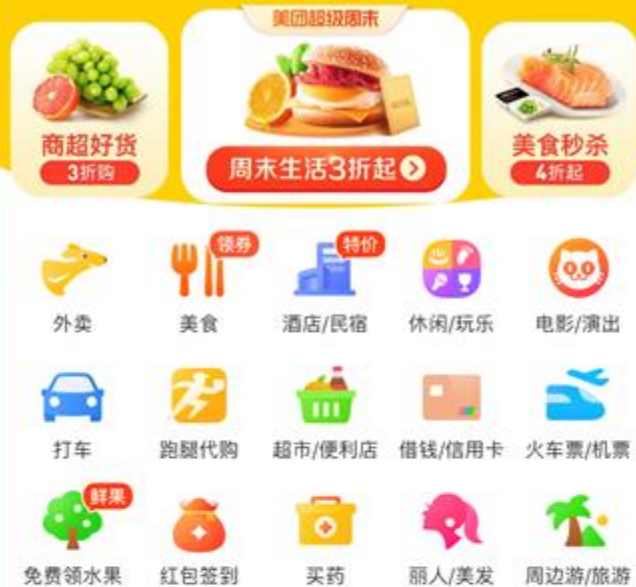 美团超级周末
商超好货
3折购
周末生活3折起
美食秒杀
4折起
领券
特价
外卖
美食
酒店/民宿
休闲/玩乐
电影/演出
打车
跑腿代购
超市/便利店
借钱/信用卡
火车票/机票
鲜果
免费领水果
红包签到
买药
丽人/美发
周边游/旅游